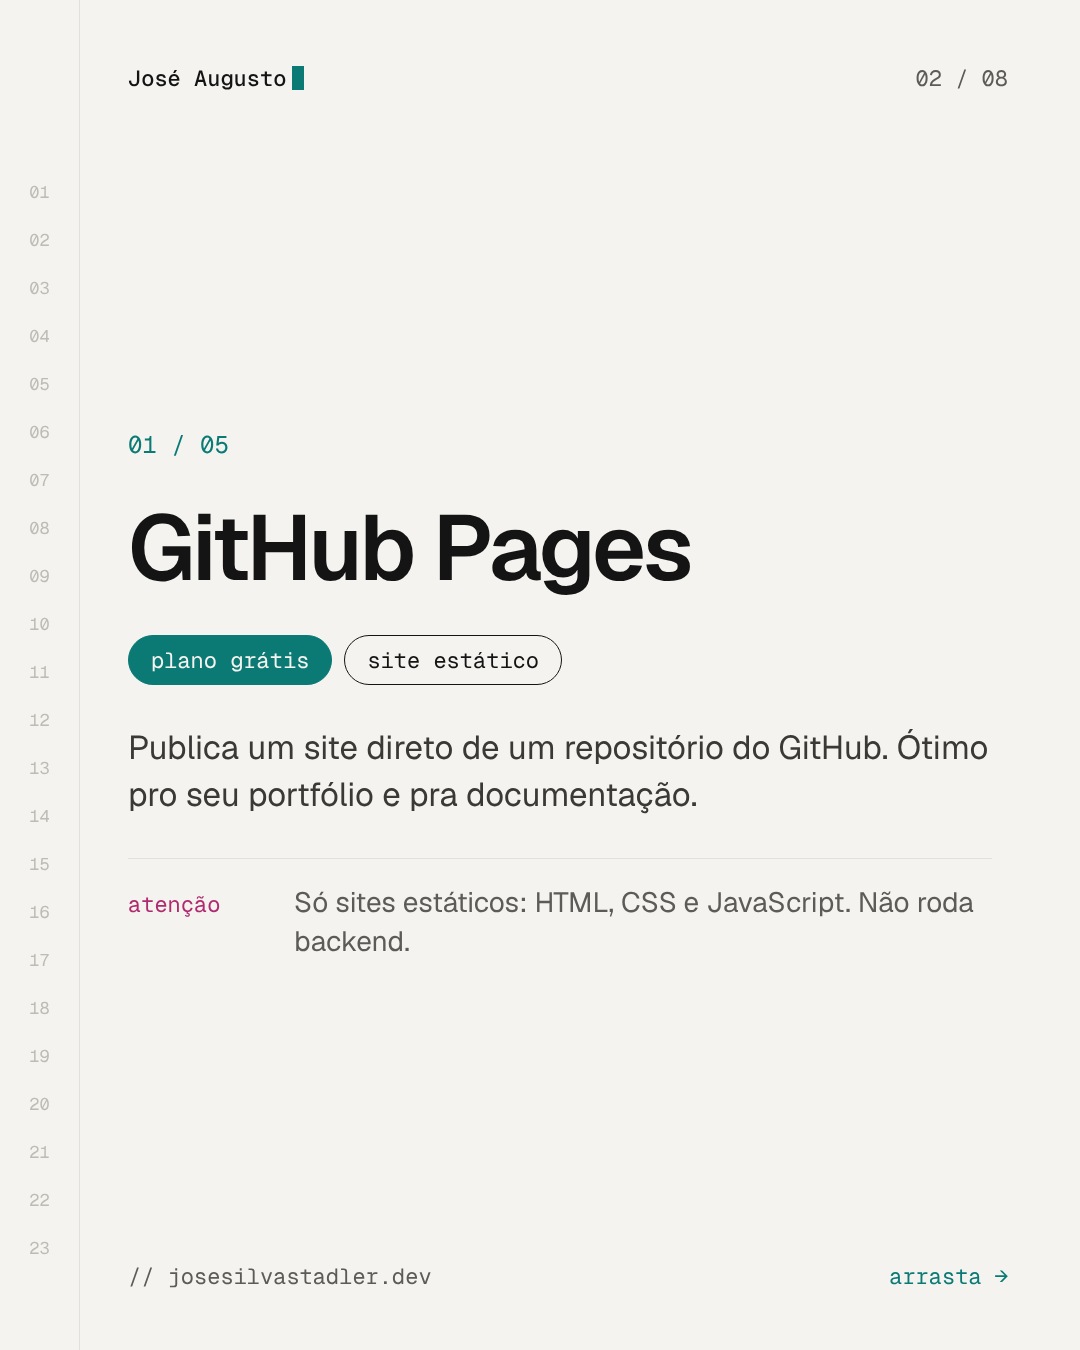 José Augusto
02 / 08
01
02
03
04
05
06
07
08
09
10
11
12
13
14
15
16
17
18
19
20
21
22
23
01 / 05
GitHub Pages
plano grátis
site estático
Publica um site direto de um repositório do GitHub. Ótimo
pro seu portfólio e pra documentação.
atenção
Só sites estáticos: HTML, CSS e JavaScript. Não roda
backend.
// josesilvastadler.dev
arrasta →